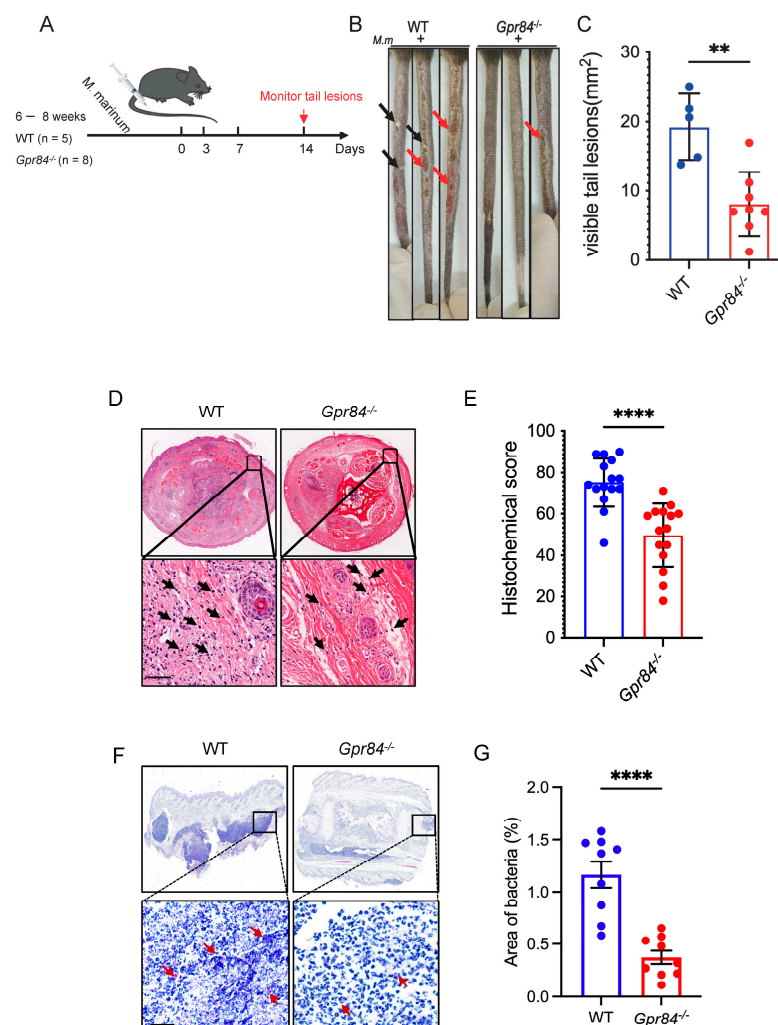 A
M. marinum
6 — 8 weeks
WT (n = 5)
Gpr84-/- (n = 8)
Monitor tail lesions
0 3 7 14 Days
B
WT Gpr84-/-
M.m + +
C
**
visible tail lesions(mm2)
30
20
10
0
WT Gpr84-/-
D
WT Gpr84-/-
E
****
Histochemical score
100
80
60
40
20
0
WT Gpr84-/-
F
WT Gpr84-/-
G
****
Area of bacteria (%)
2.0
1.5
1.0
0.5
0.0
WT Gpr84-/-